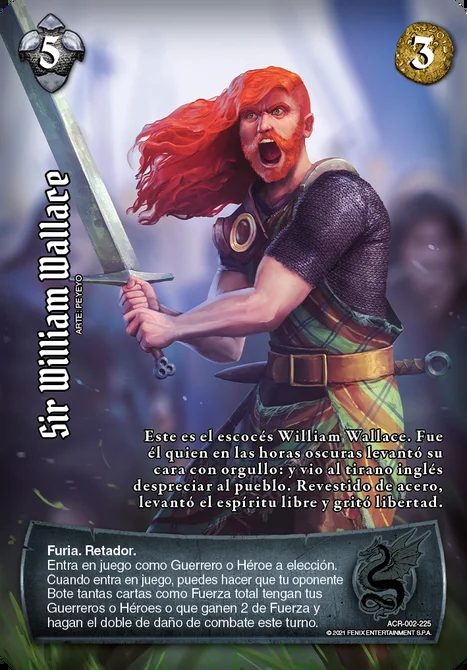 5
3
Sir William Wallace
ARTE: PEYEYO
Este es el escocés William Wallace. Fue
él quien en las horas oscuras levantó su
cara con orgullo: y vio al tirano inglés
despreciar al pueblo. Revestido de acero,
levantó el espíritu libre y gritó libertad.
Furia. Retador.
Entra en juego como Guerrero o Héroe a elección.
Cuando entra en juego, puedes hacer que tu oponente
Bote tantas cartas como Fuerza total tengan tus
Guerreros o Héroes o que ganen 2 de Fuerza y
hagan el doble de daño de combate este turno.
ACR-002-225
© 2021 FENIX ENTERTAINMENT S.P.A.